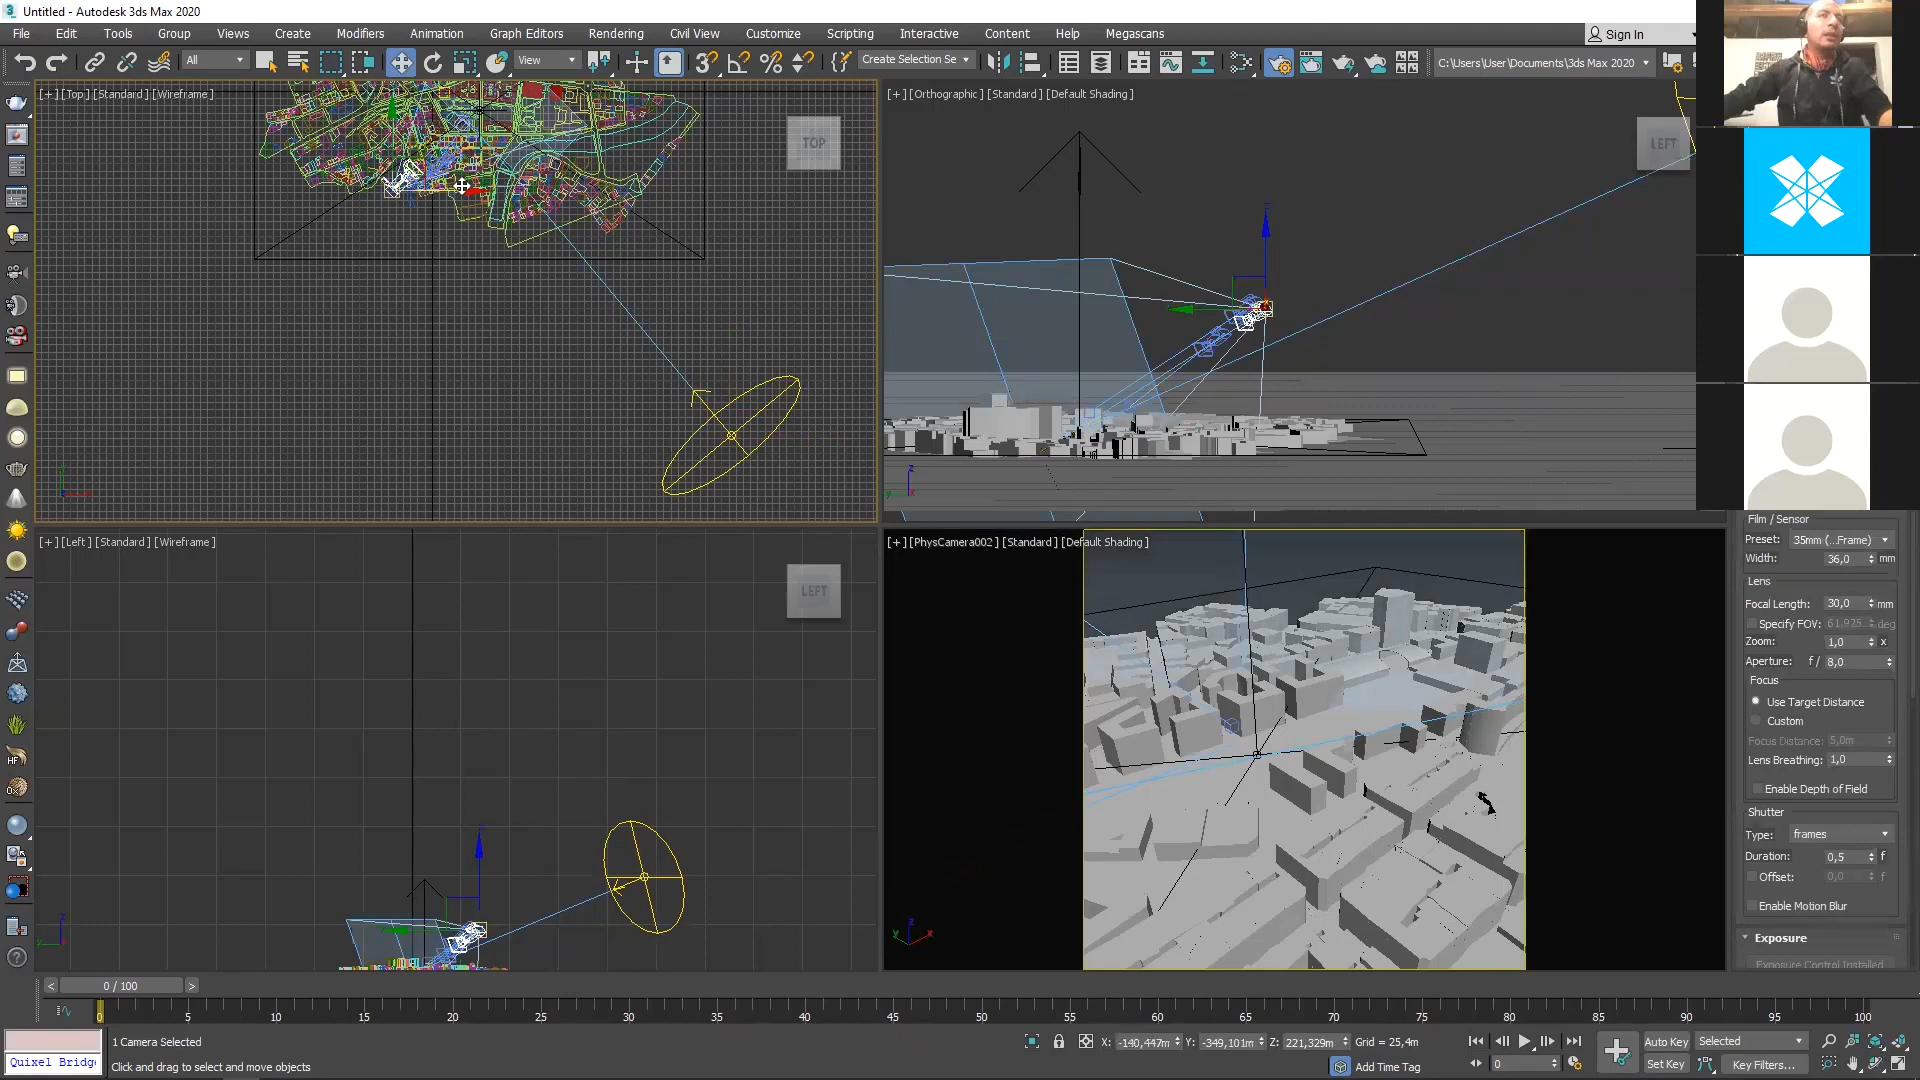 Untitled - Autodesk 3ds Max 2020
File Edit Tools Group Views Create Modifiers Animation Graph Editors Rendering Civil View Customize Scripting Interactive Content Help Megascans
Sign In
All
View
Create Selection Se
C:\Users\User\Documents\3ds Max 2020
[+] [Top] [Standard] [Wireframe]
TOP
[+] [Orthographic] [Standard] [Default Shading]
LEFT
[+] [Left] [Standard] [Wireframe]
LEFT
[+] [PhysCamera002] [Standard] [Default Shading]
Film / Sensor
Preset: 35mm (...Frame)
Width: 36,0 mm
Lens
Focal Length: 30,0 mm
Specify FOV: 61,925 deg
Zoom: 1,0 x
Aperture: f / 8,0
Focus
Use Target Distance
Custom
Focus Distance: 5,0m
Lens Breathing: 1,0
Enable Depth of Field
Shutter
Type: frames
Duration: 0,5 f
Offset: 0,0 f
Enable Motion Blur
Exposure
Exposure Control Installed
< 0 / 100 >
0 5 10 15 20 25 30 35 40 45 50 55 60 65 70 75 80 85 90 95 100
1 Camera Selected
X: -140,447m Y: -349,101m Z: 221,329m Grid = 25,4m
Auto Key Selected
Quixel Bridg
Click and drag to select and move objects
Add Time Tag
0
Set Key
Key Filters...